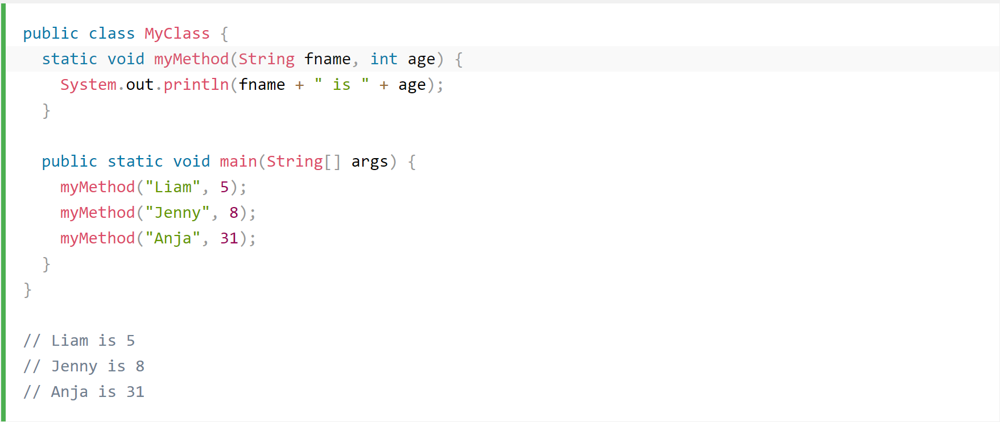 public class MyClass {
  static void myMethod(String fname, int age) {
    System.out.println(fname + " is " + age);
  }

  public static void main(String[] args) {
    myMethod("Liam", 5);
    myMethod("Jenny", 8);
    myMethod("Anja", 31);
  }
}

// Liam is 5
// Jenny is 8
// Anja is 31